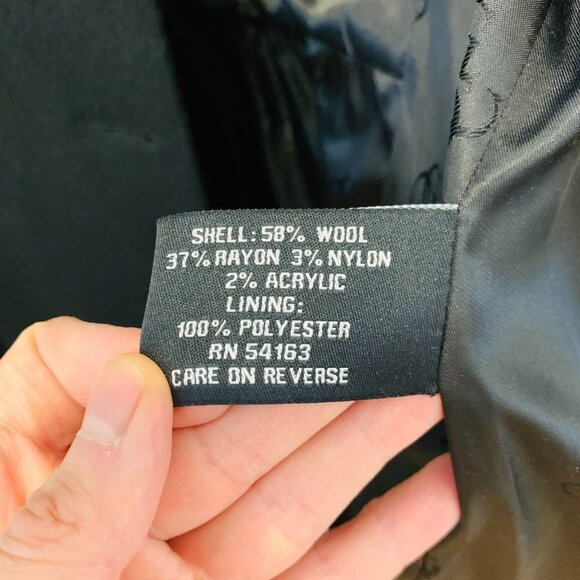 SHELL: 58% WOOL
37% RAYON 3% NYLON
2% ACRYLIC
LINING:
100% POLYESTER
RN 54163
CARE ON REVERSE